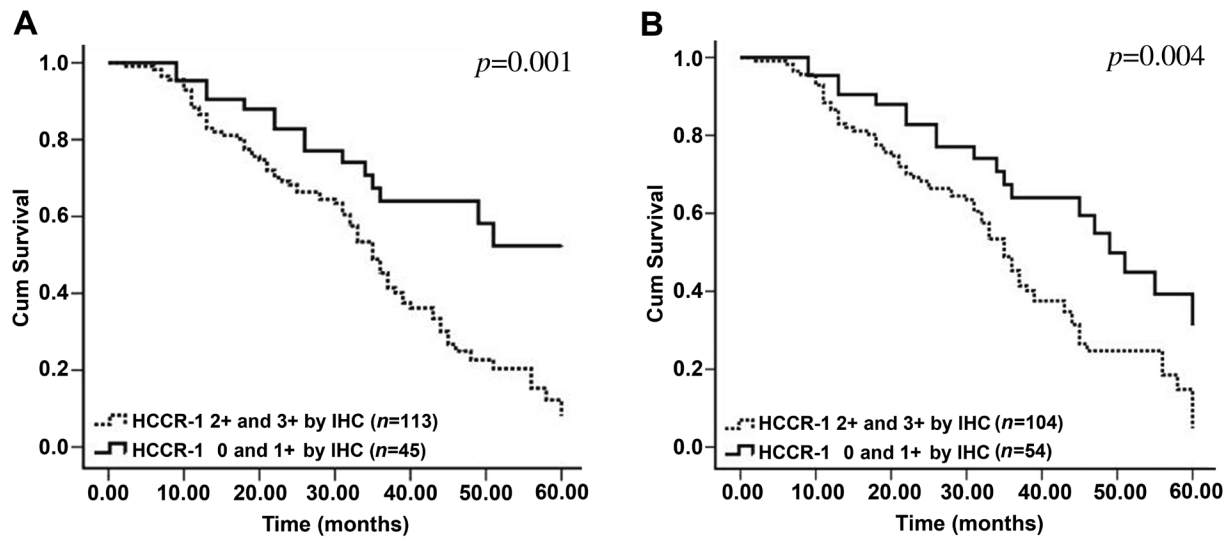 A
p=0.001
1.0
0.8
0.6
0.4
0.2
0.0
Cum Survival
HCCR-1 2+ and 3+ by IHC (n=113)
HCCR-1 0 and 1+ by IHC (n=45)
0.00 10.00 20.00 30.00 40.00 50.00 60.00
Time (months)
B
p=0.004
1.0
0.8
0.6
0.4
0.2
0.0
Cum Survival
HCCR-1 2+ and 3+ by IHC (n=104)
HCCR-1 0 and 1+ by IHC (n=54)
0.00 10.00 20.00 30.00 40.00 50.00 60.00
Time (months)